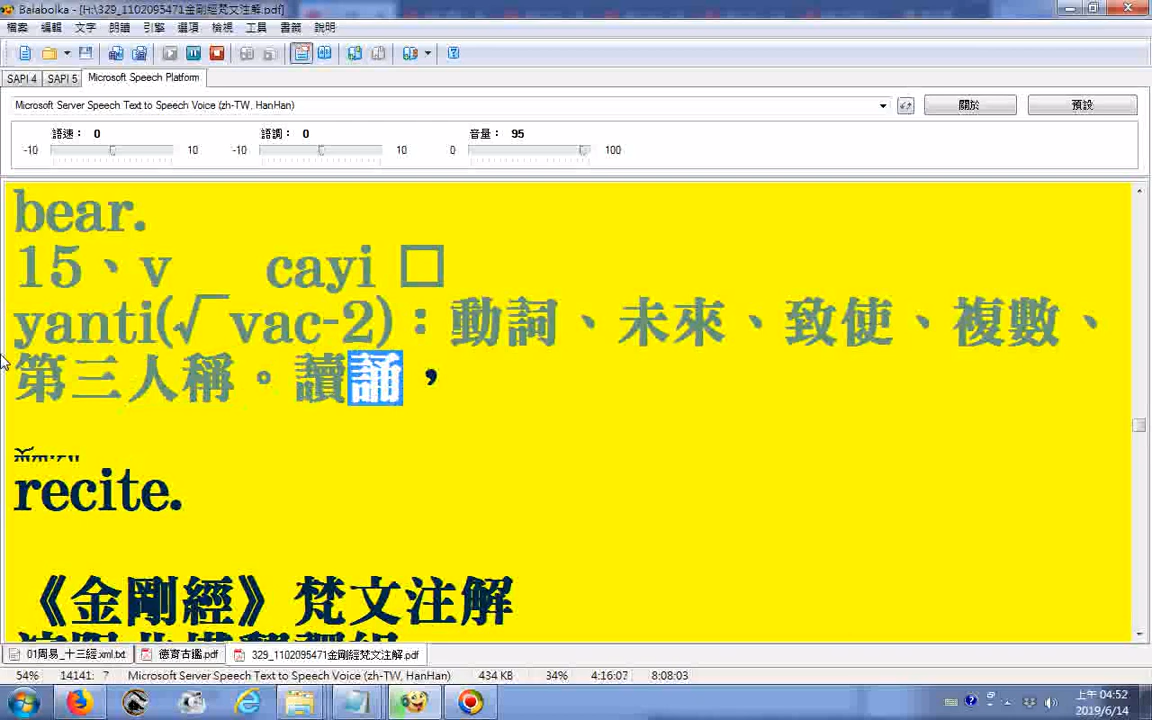 Balabolka - [H:\329_1102095471金剛經梵文注解.pdf]
檔案 編輯 文字 朗讀 引擎 選項 檢視 工具 書籤 說明
SAPI 4 SAPI 5 Microsoft Speech Platform
Microsoft Server Speech Text to Speech Voice (zh-TW, HanHan)
關於 預設
語速： 0 語調： 0 音量： 95
-10 10 -10 10 0 100
bear.
15、v cayi □
yanti(√ vac-2)：動詞、未來、致使、複數、
第三人稱。讀誦，
recite.
《金剛經》梵文注解
01周易_十三經.xml.txt 德育古鑑.pdf 329_1102095471金剛經梵文注解.pdf
54% 14141: ? Microsoft Server Speech Text to Speech Voice (zh-TW, HanHan) 434 KB 34% 4:16:07 8:08:03
上午 04:52
2019/6/14